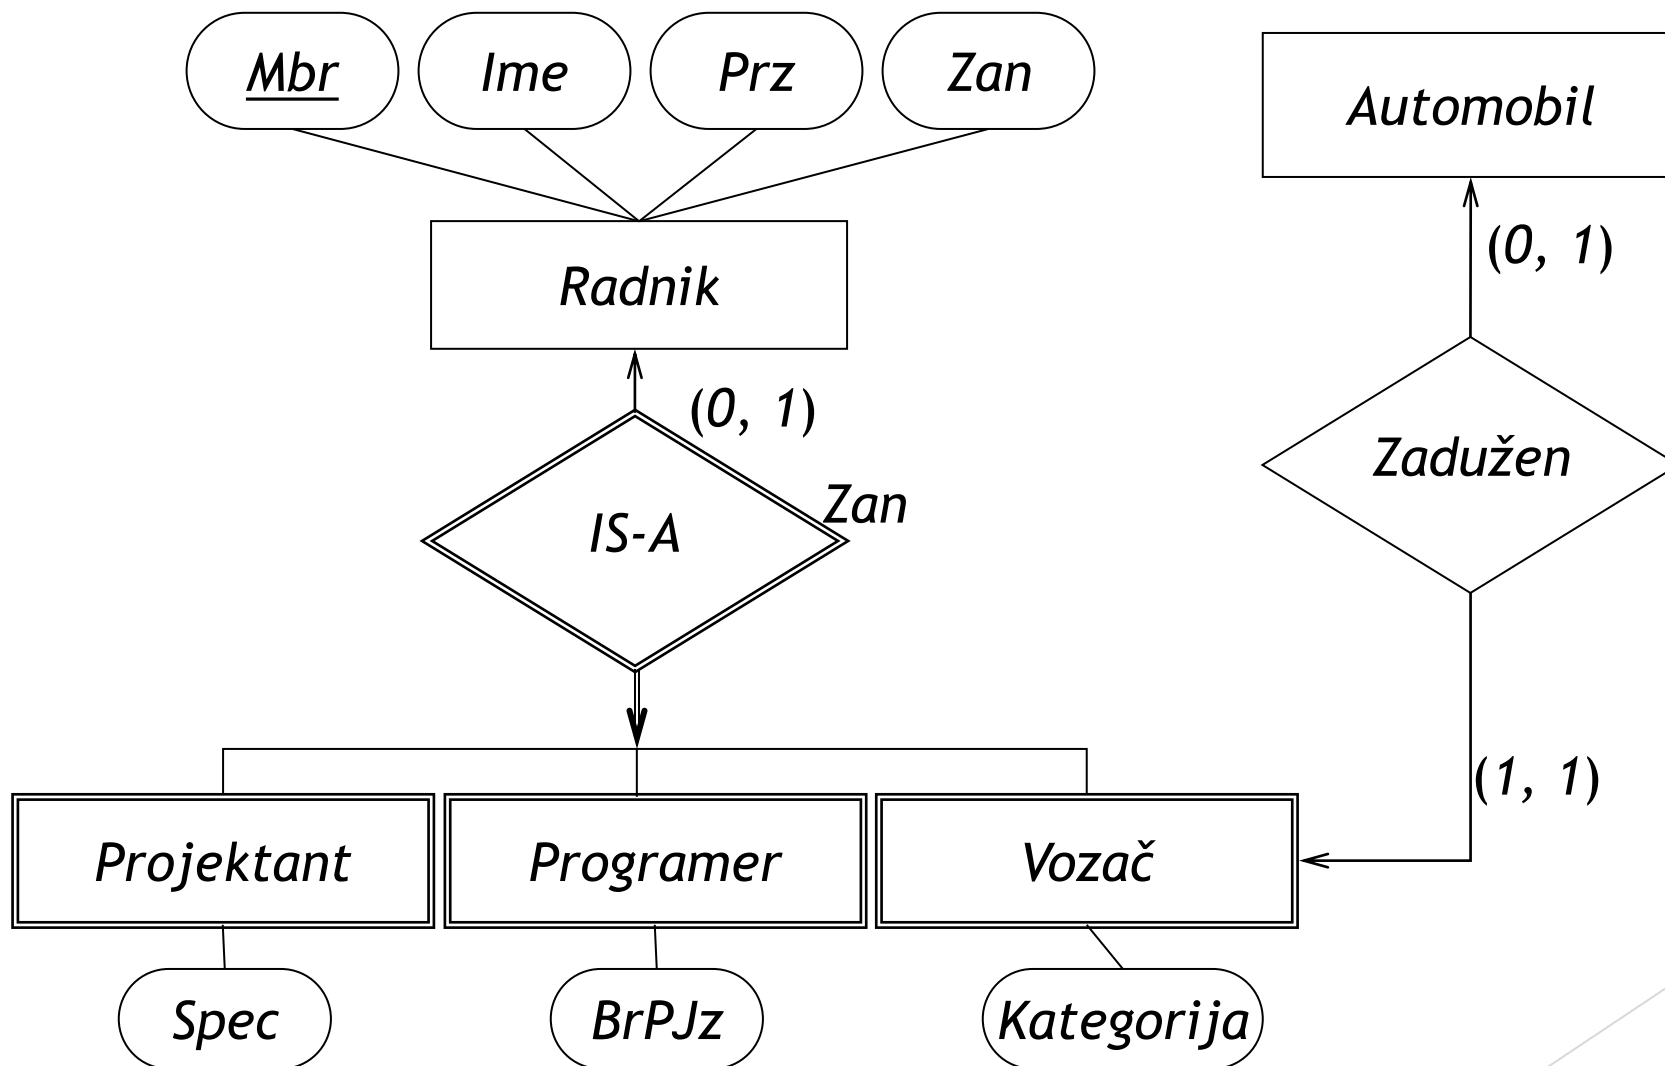 Mbr
Ime
Prz
Zan
Automobil
(0, 1)
Radnik
(0, 1)
Zadužen
Zan
IS-A
(1, 1)
Projektant
Programer
Vozač
Spec
BrPJz
Kategorija